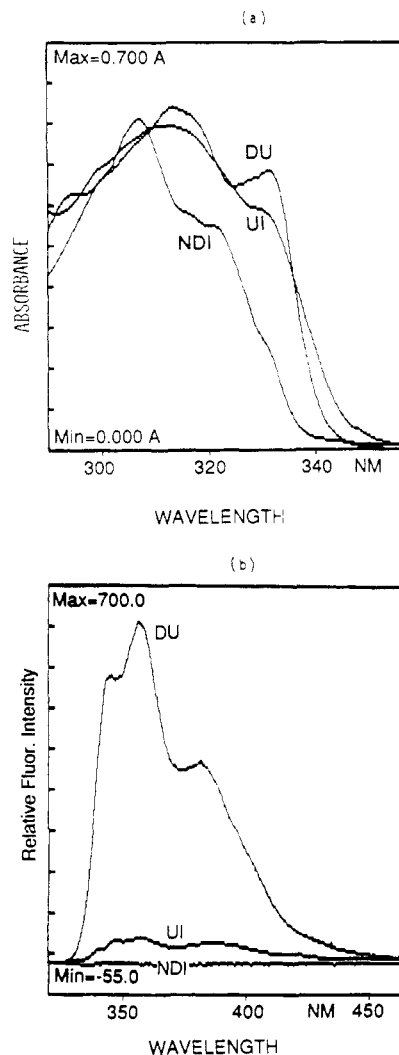 (a)
Max=0.700 A
DU
UI
NDI
ABSORBANCE
Min=0.000 A
300
320
340
NM
WAVELENGTH
(b)
Max=700.0
DU
Relative Fluor. Intensity
UI
NDI
Min=-55.0
350
400
NM
450
WAVELENGTH